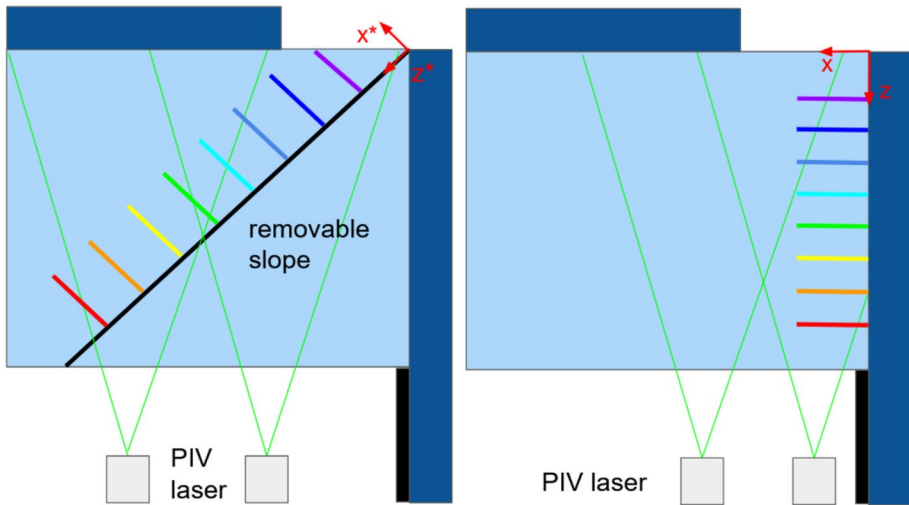 x*
z*
removable
slope
PIV
laser
x
z
PIV laser